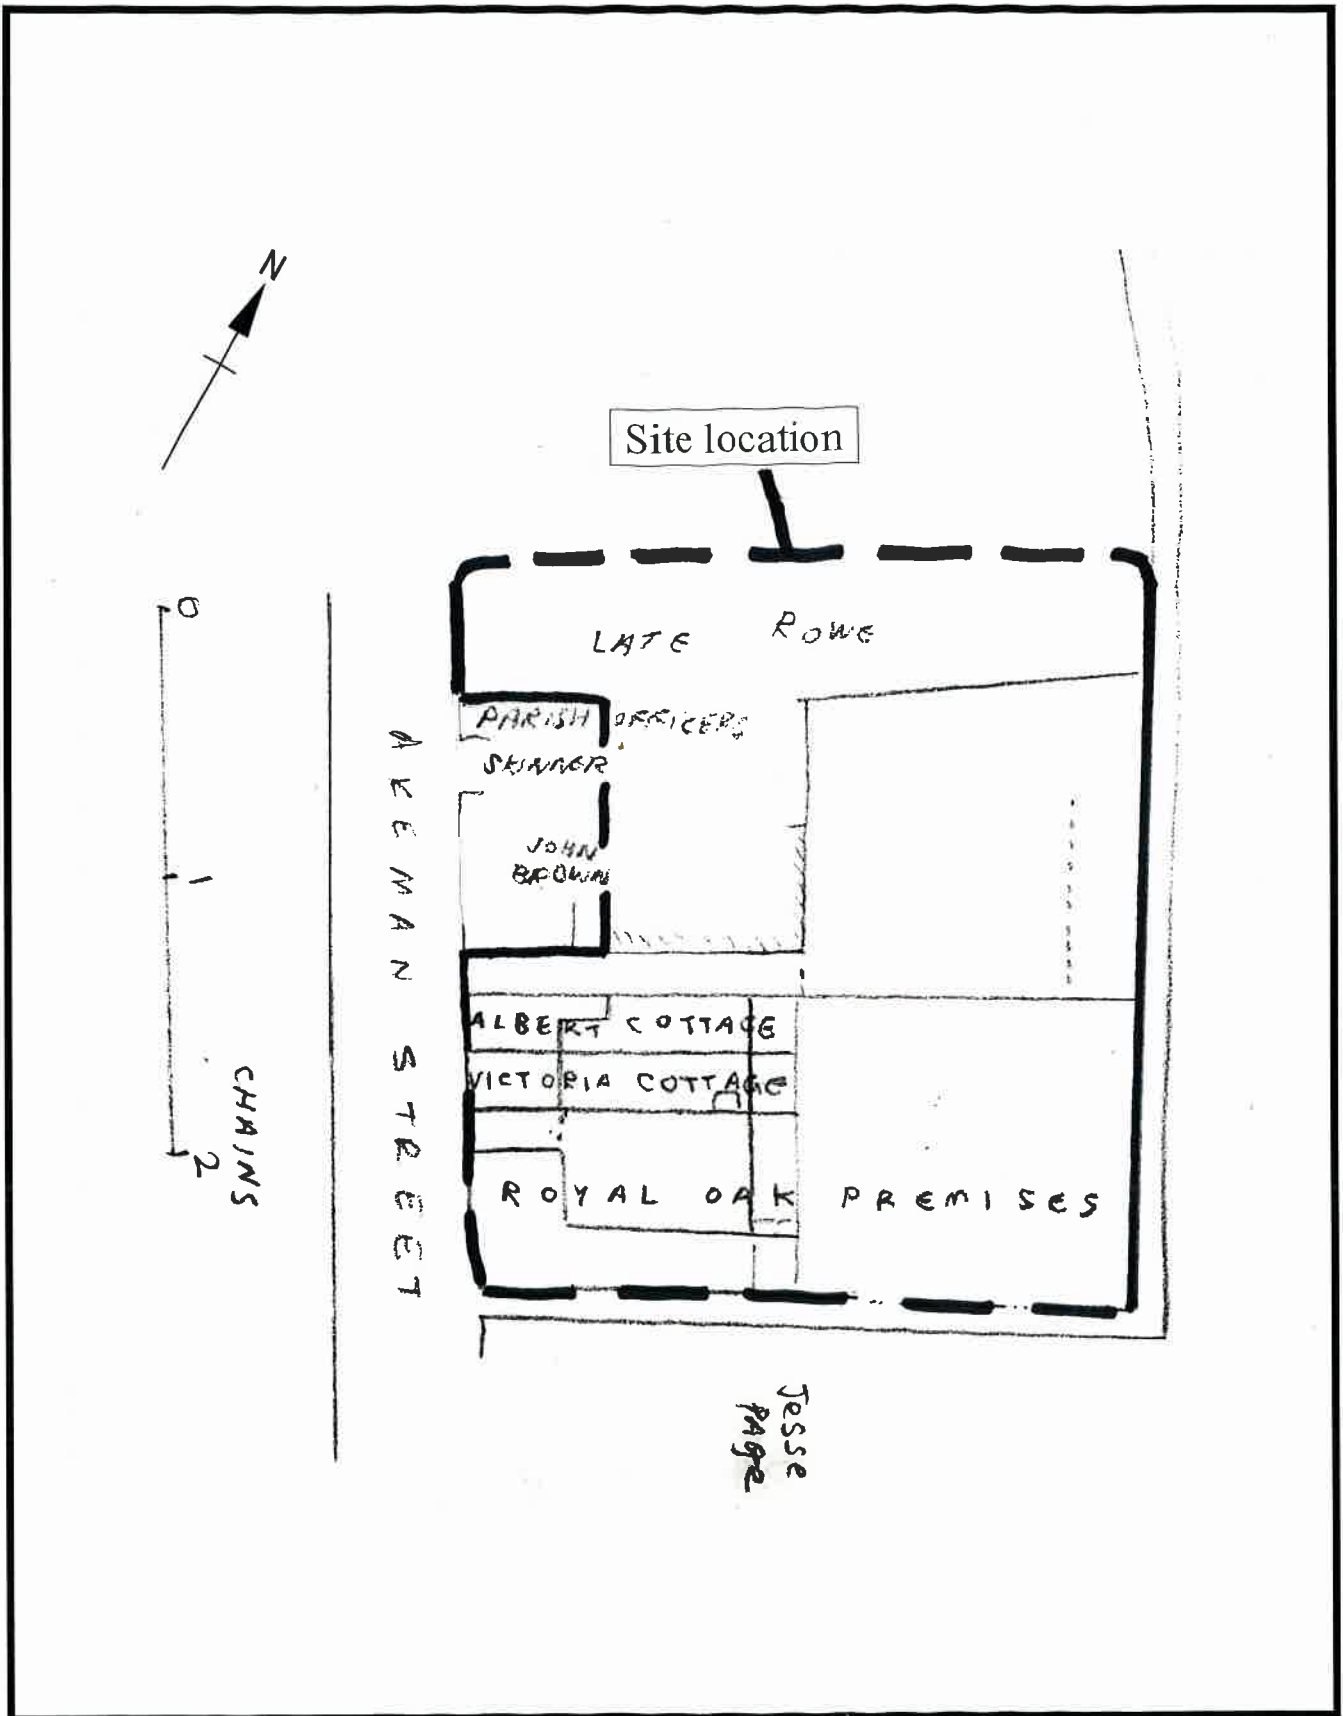 N
Site location
LATE ROWE
PARISH OFFICERS
SKINNER
JOHN
BROWN
ALBERT COTTAGE
VICTORIA COTTAGE
ROYAL OAK PREMISES
AKEMAN STREET
0
1
2
CHAINS
Jesse
PAge